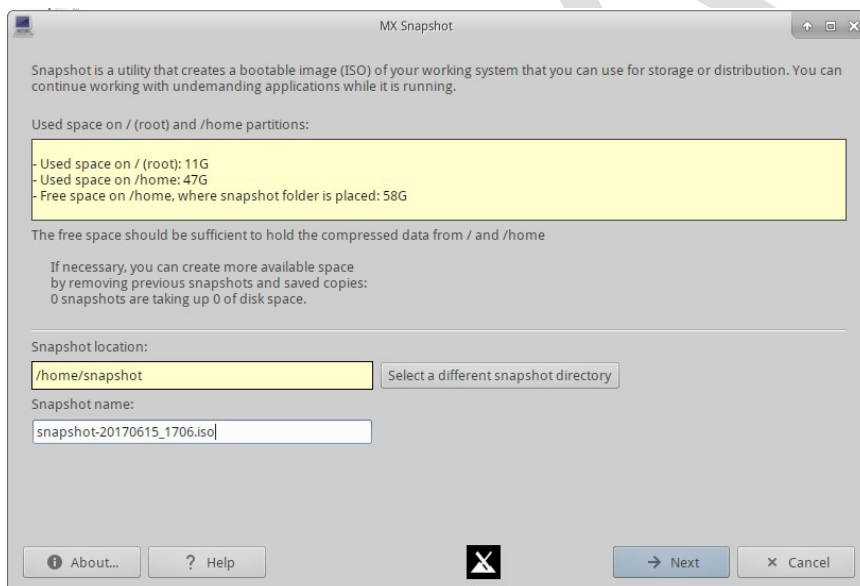 MX Snapshot
Snapshot is a utility that creates a bootable image (ISO) of your working system that you can use for storage or distribution. You can
continue working with undemanding applications while it is running.
Used space on / (root) and /home partitions:
- Used space on / (root): 11G
- Used space on /home: 47G
- Free space on /home, where snapshot folder is placed: 58G
The free space should be sufficient to hold the compressed data from / and /home
If necessary, you can create more available space
by removing previous snapshots and saved copies:
0 snapshots are taking up 0 of disk space.
Snapshot location:
/home/snapshot
Select a different snapshot directory
Snapshot name:
snapshot-20170615_1706.iso
About...
? Help
Next
Cancel